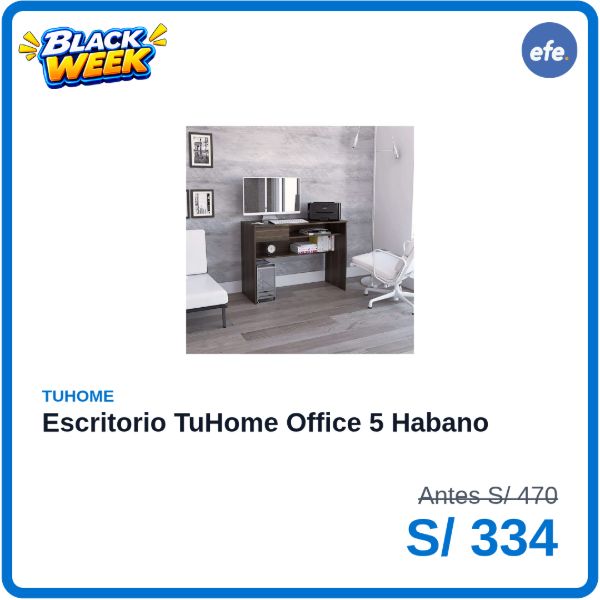 BLACK
WEEK
efe.
TUHOME
Escritorio TuHome Office 5 Habano
Antes S/ 470
S/ 334